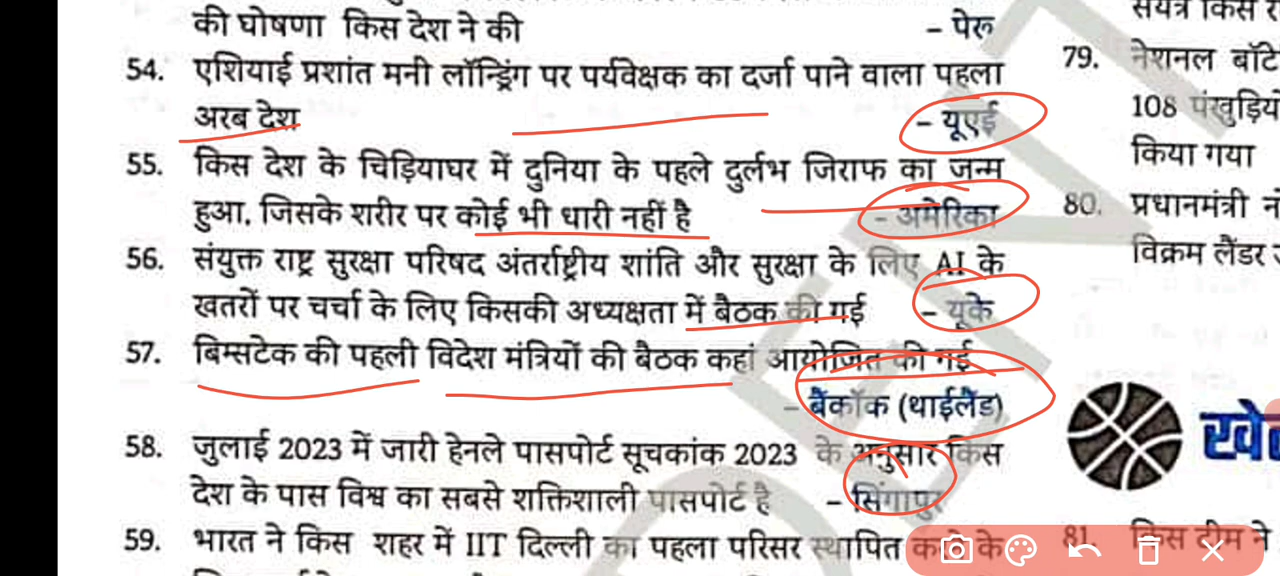 की घोषणा किस देश ने की - पेरू
54. एशियाई प्रशांत मनी लॉन्ड्रिंग पर पर्यवेक्षक का दर्जा पाने वाला पहला
अरब देश - यूएई
55. किस देश के चिड़ियाघर में दुनिया के पहले दुर्लभ जिराफ का जन्म
हुआ, जिसके शरीर पर कोई भी धारी नहीं है - अमेरिका
56. संयुक्त राष्ट्र सुरक्षा परिषद अंतर्राष्ट्रीय शांति और सुरक्षा के लिए AI के
खतरों पर चर्चा के लिए किसकी अध्यक्षता में बैठक की गई - यूके
57. बिम्सटेक की पहली विदेश मंत्रियों की बैठक कहां आयोजित की गई
- बैंकॉक (थाईलैंड)
58. जुलाई 2023 में जारी हेनले पासपोर्ट सूचकांक 2023 के अनुसार किस
देश के पास विश्व का सबसे शक्तिशाली पासपोर्ट है - सिंगापुर
59. भारत ने किस शहर में IIT दिल्ली का पहला परिसर स्थापित करने के
79. नेशनल
108
किया गया
80. प्रधानमंत्री
विक्रम लैंडर
81. किस टीम ने